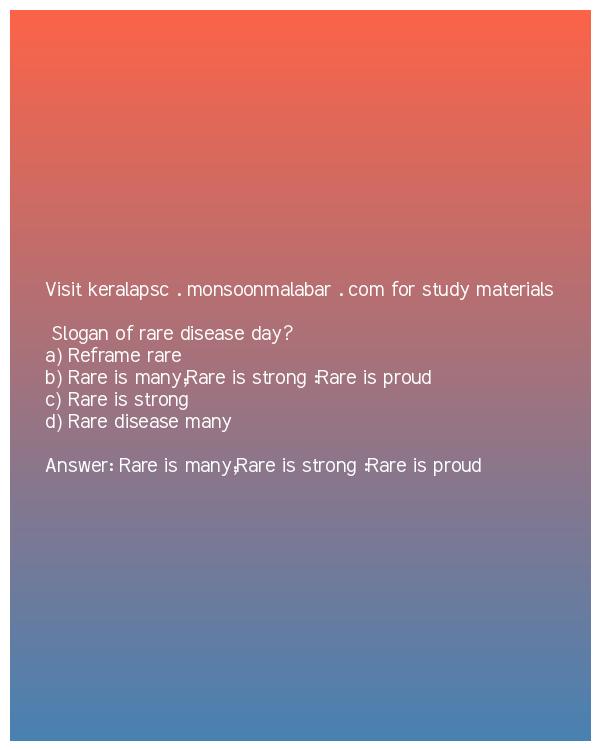 Visit keralapsc . monsoonmalabar . com for study materials
Slogan of rare disease day?
a) Reframe rare
b) Rare is many;Rare is strong :Rare is proud
c) Rare is strong
d) Rare disease many
Answer: Rare is many;Rare is strong :Rare is proud